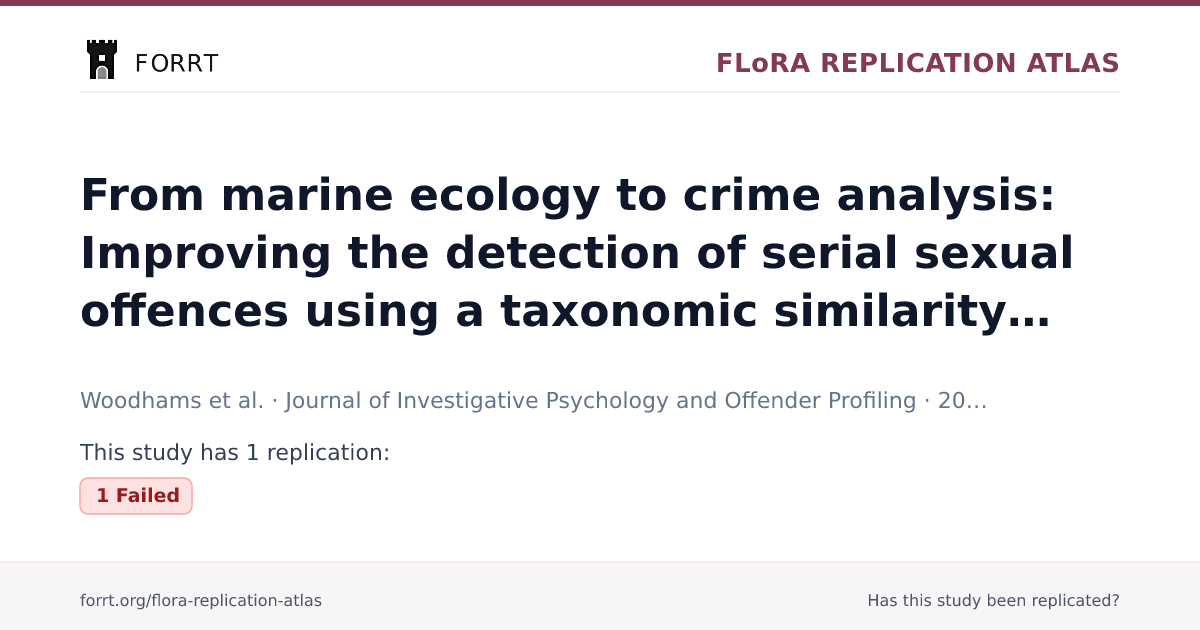 FORRT
FLoRA REPLICATION ATLAS
From marine ecology to crime analysis:
Improving the detection of serial sexual
offences using a taxonomic similarity…
Woodhams et al. · Journal of Investigative Psychology and Offender Profiling · 20…
This study has 1 replication:
1 Failed
forrt.org/flora-replication-atlas
Has this study been replicated?